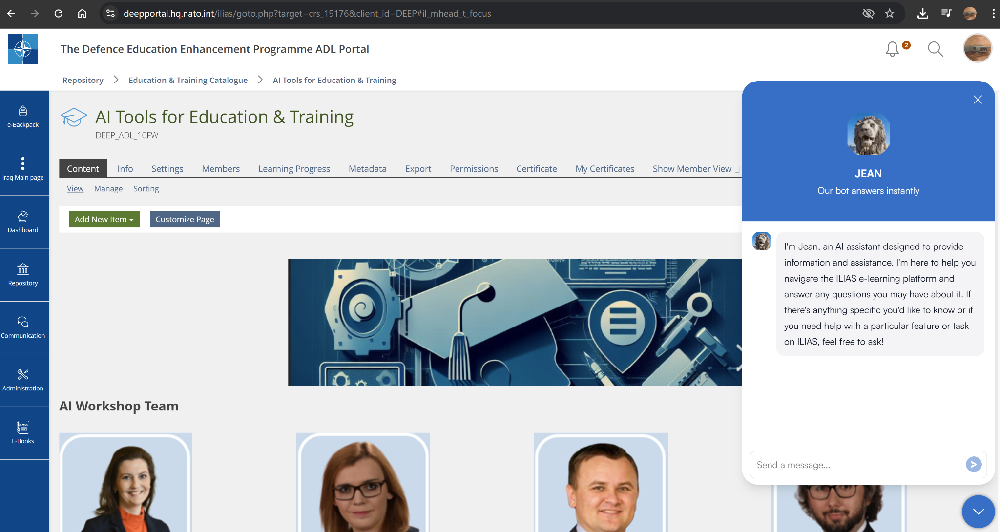 deepportal.hq.nato.int/ilias/goto.php?target=crs_19176&client_id=DEEP#il_mhead_t_focus
The Defence Education Enhancement Programme ADL Portal
2
Repository
Education & Training Catalogue
AI Tools for Education & Training
e-Backpack
Iraq Main page
Dashboard
Repository
Communication
Administration
MANUAL
E-Books
AI Tools for Education & Training
DEEP_ADL_10FW
Content
Info
Settings
Members
Learning Progress
Metadata
Export
Permissions
Certificate
My Certificates
Show Member View
View
Manage
Sorting
Add New Item
Customize Page
AI Workshop Team
JEAN
Our bot answers instantly
I'm Jean, an AI assistant designed to provide
information and assistance. I'm here to help you
navigate the ILIAS e-learning platform and
answer any questions you may have about it. If
there's anything specific you'd like to know or if
you need help with a particular feature or task
on ILIAS, feel free to ask!
Send a message...